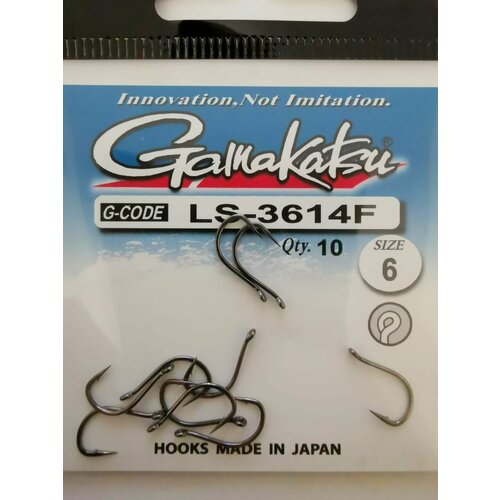 Innovation, Not Imitation.
Gamakatsu®
G-CODE LS-3614F
Qty. 10
SIZE
6
HOOKS MADE IN JAPAN